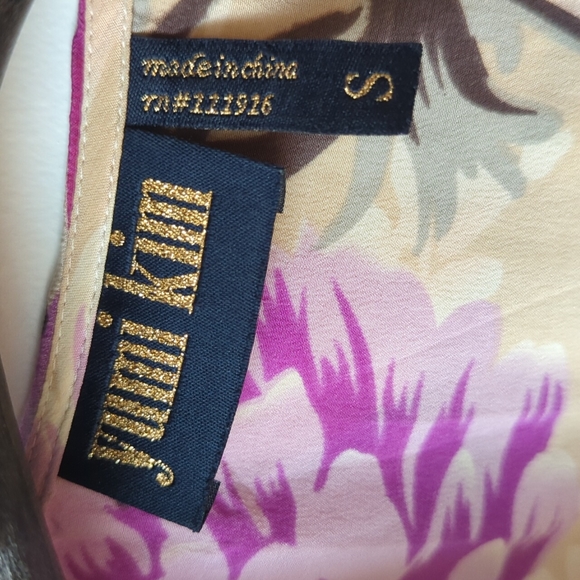 made in china
rn#111916
S
yumi kim